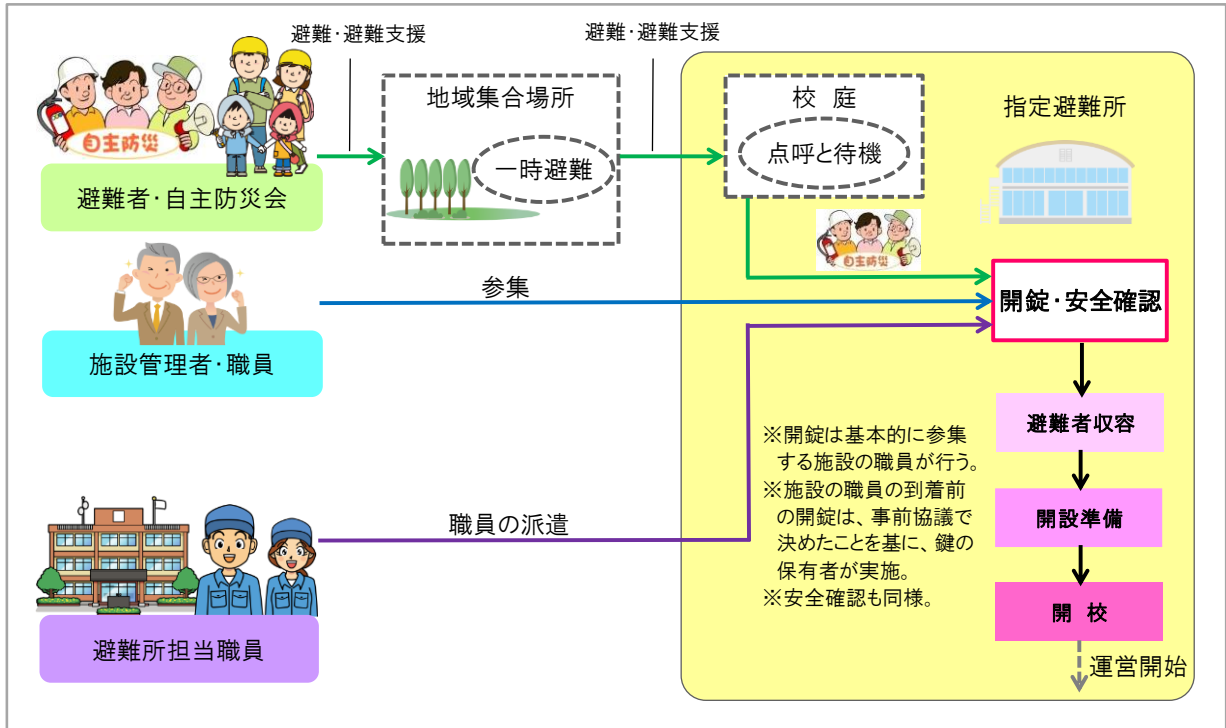 避難・避難支援
避難・避難支援
自主防災
避難者・自主防災会
地域集合場所
一時避難
校 庭
点呼と待機
指定避難所
自主防災
施設管理者・職員
参集
開錠・安全確認
避難者収容
※開錠は基本的に参集
する施設の職員が行う。
※施設の職員の到着前
の開錠は、事前協議で
決めたことを基に、鍵の
保有者が実施。
※安全確認も同様。
開設準備
職員の派遣
開 校
避難所担当職員
運営開始